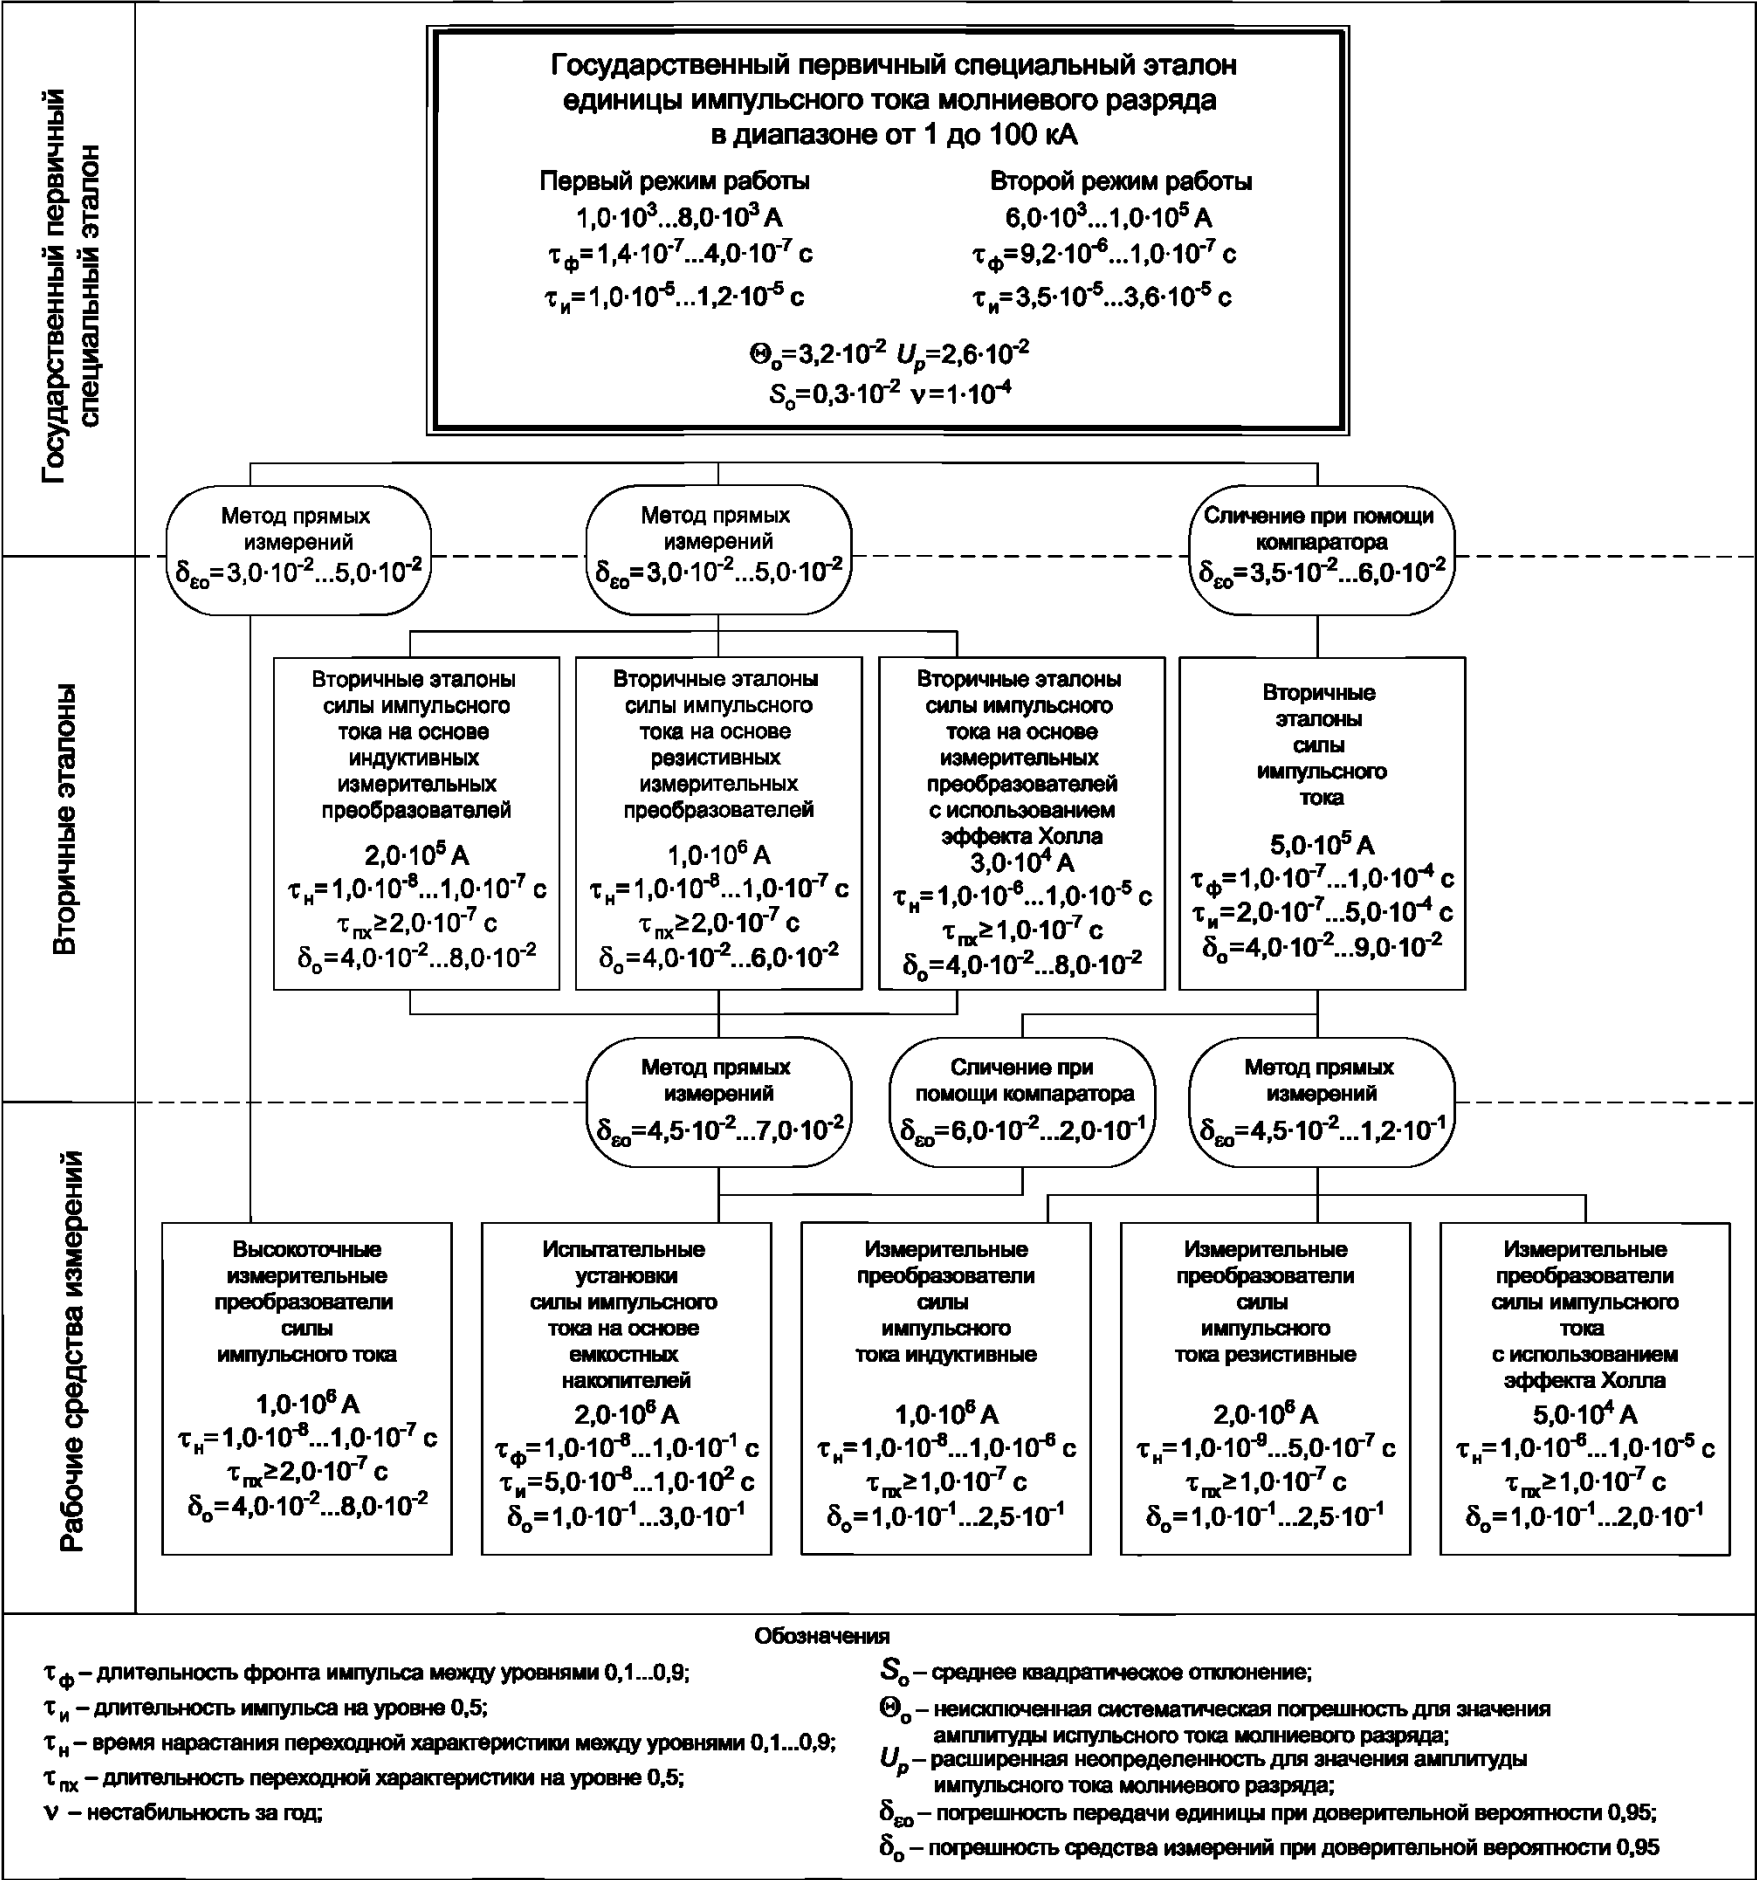 Государственный первичный
специальный эталон
Государственный первичный специальный эталон
единицы импульсного тока молниевого разряда
в диапазоне от 1 до 100 кА
Первый режим работы
1,0·10³...8,0·10³ А
τф=1,4·10⁻⁷...4,0·10⁻⁷ с
τи=1,0·10⁻⁵...1,2·10⁻⁵ с
Второй режим работы
6,0·10³...1,0·10⁵ А
τф=9,2·10⁻⁶...1,0·10⁻⁷ с
τи=3,5·10⁻⁵...3,6·10⁻⁵ с
Θо=3,2·10⁻² Uр=2,6·10⁻²
Sо=0,3·10⁻² ν=1·10⁻⁴
Метод прямых
измерений
δεо=3,0·10⁻²...5,0·10⁻²
Метод прямых
измерений
δεо=3,0·10⁻²...5,0·10⁻²
Сличение при помощи
компаратора
δεо=3,5·10⁻²...6,0·10⁻²
Вторичные эталоны
Вторичные эталоны
силы импульсного
тока на основе
индуктивных
измерительных
преобразователей
2,0·10⁵ А
τн=1,0·10⁻⁸...1,0·10⁻⁷ с
τпх≥2,0·10⁻⁷ с
δо=4,0·10⁻²...8,0·10⁻²
Вторичные эталоны
силы импульсного
тока на основе
резистивных
измерительных
преобразователей
1,0·10⁶ А
τн=1,0·10⁻⁸...1,0·10⁻⁷ с
τпх≥2,0·10⁻⁷ с
δо=4,0·10⁻²...6,0·10⁻²
Вторичные эталоны
силы импульсного
тока на основе
измерительных
преобразователей
с использованием
эффекта Холла
3,0·10⁴ А
τн=1,0·10⁻⁶...1,0·10⁻⁵ с
τпх≥1,0·10⁻⁷ с
δо=4,0·10⁻²...8,0·10⁻²
Вторичные
эталоны
силы
импульсного
тока
5,0·10⁵ А
τф=1,0·10⁻⁷...1,0·10⁻⁴ с
τи=2,0·10⁻⁷...5,0·10⁻⁴ с
δо=4,0·10⁻²...9,0·10⁻²
Метод прямых
измерений
δεо=4,5·10⁻²...7,0·10⁻²
Сличение при
помощи компаратора
δεо=6,0·10⁻²...2,0·10⁻¹
Метод прямых
измерений
δεо=4,5·10⁻²...1,2·10⁻¹
Рабочие средства измерений
Высокоточные
измерительные
преобразователи
силы
импульсного тока
1,0·10⁶ А
τн=1,0·10⁻⁸...1,0·10⁻⁷ с
τпх≥2,0·10⁻⁷ с
δо=4,0·10⁻²...8,0·10⁻²
Испытательные
установки
силы импульсного
тока на основе
емкостных
накопителей
2,0·10⁶ А
τф=1,0·10⁻⁸...1,0·10⁻¹ с
τи=5,0·10⁻⁸...1,0·10² с
δо=1,0·10⁻¹...3,0·10⁻¹
Измерительные
преобразователи
силы
импульсного
тока индуктивные
1,0·10⁶ А
τн=1,0·10⁻⁸...1,0·10⁻⁶ с
τпх≥1,0·10⁻⁷ с
δо=1,0·10⁻¹...2,5·10⁻¹
Измерительные
преобразователи
силы
импульсного
тока резистивные
2,0·10⁶ А
τн=1,0·10⁻⁹...5,0·10⁻⁷ с
τпх≥1,0·10⁻⁷ с
δо=1,0·10⁻¹...2,5·10⁻¹
Измерительные
преобразователи
силы импульсного
тока
с использованием
эффекта Холла
5,0·10⁴ А
τн=1,0·10⁻⁶...1,0·10⁻⁵ с
τпх≥1,0·10⁻⁷ с
δо=1,0·10⁻¹...2,0·10⁻¹
Обозначения
τф – длительность фронта импульса между уровнями 0,1...0,9;
τи – длительность импульса на уровне 0,5;
τн – время нарастания переходной характеристики между уровнями 0,1...0,9;
τпх – длительность переходной характеристики на уровне 0,5;
ν – нестабильность за год;
Sо – среднее квадратическое отклонение;
Θо – неисключенная систематическая погрешность для значения
амплитуды испульсного тока молниевого разряда;
Uр – расширенная неопределенность для значения амплитуды
импульсного тока молниевого разряда;
δεо – погрешность передачи единицы при доверительной вероятности 0,95;
δо – погрешность средства измерений при доверительной вероятности 0,95